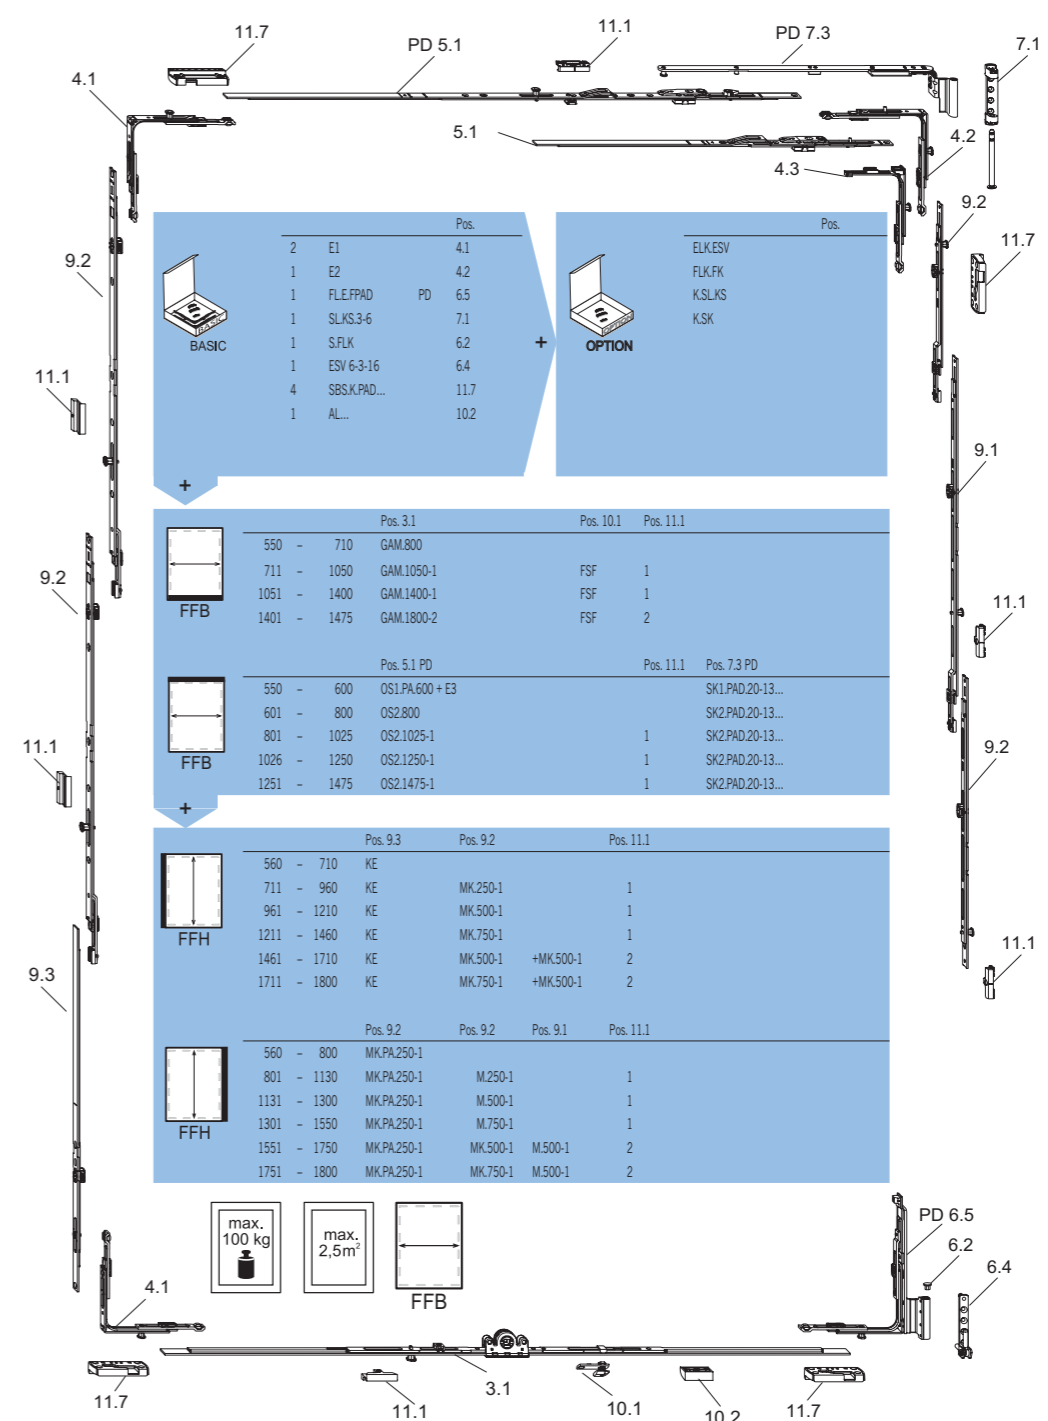 11.7
PD 5.1
11.1
PD 7.3
7.1
4.1
5.1
4.2
4.3
9.2
11.7
9.2
Pos.
2 E1 4.1
1 E2 4.2
1 FL.E.FPAD PD 6.5
1 SL.KS.3-6 7.1
1 S.FLK 6.2
1 ESV 6-3-16 6.4
4 SBS.K.PAD... 11.7
1 AL... 10.2
BASIC
BASIC
+
Pos.
ELK.ESV
FLK.FK
K.SL.KS
K.SK
OPTION
OPTION
11.1
9.1
+
Pos. 3.1 Pos. 10.1 Pos. 11.1
550 – 710 GAM.800
711 – 1050 GAM.1050-1 FSF 1
1051 – 1400 GAM.1400-1 FSF 1
1401 – 1475 GAM.1800-2 FSF 2
FFB
9.2
11.1
Pos. 5.1 PD Pos. 11.1 Pos. 7.3 PD
550 – 600 OS1.PA.600 + E3 SK1.PAD.20-13...
601 – 800 OS2.800 SK2.PAD.20-13...
801 – 1025 OS2.1025-1 1 SK2.PAD.20-13...
1026 – 1250 OS2.1250-1 1 SK2.PAD.20-13...
1251 – 1475 OS2.1475-1 1 SK2.PAD.20-13...
FFB
11.1
9.2
+
Pos. 9.3 Pos. 9.2 Pos. 11.1
560 – 710 KE
711 – 960 KE MK.250-1 1
961 – 1210 KE MK.500-1 1
1211 – 1460 KE MK.750-1 1
1461 – 1710 KE MK.500-1 +MK.500-1 2
1711 – 1800 KE MK.750-1 +MK.500-1 2
FFH
11.1
9.3
Pos. 9.2 Pos. 9.2 Pos. 9.1 Pos. 11.1
560 – 800 MK.PA.250-1
801 – 1130 MK.PA.250-1 M.250-1 1
1131 – 1300 MK.PA.250-1 M.500-1 1
1301 – 1550 MK.PA.250-1 M.750-1 1
1551 – 1750 MK.PA.250-1 MK.500-1 M.500-1 2
1751 – 1800 MK.PA.250-1 MK.750-1 M.500-1 2
FFH
max.
100 kg
max.
2,5m²
FFB
PD 6.5
6.2
6.4
4.1
11.7
11.1
3.1
10.1
10.2
11.7